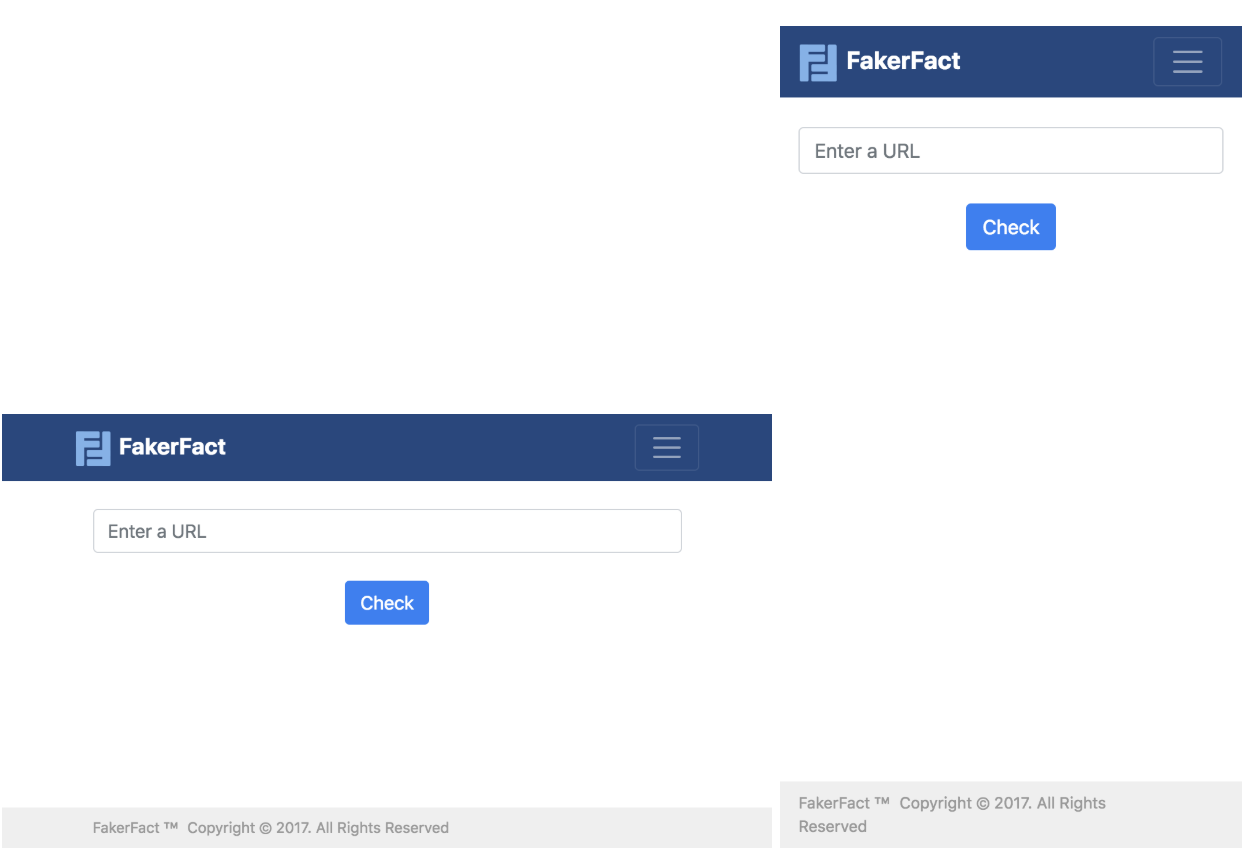 FakerFact
Enter a URL
Check
FakerFact ™ Copyright © 2017. All Rights Reserved
FakerFact
Enter a URL
Check
FakerFact ™ Copyright © 2017. All Rights
Reserved